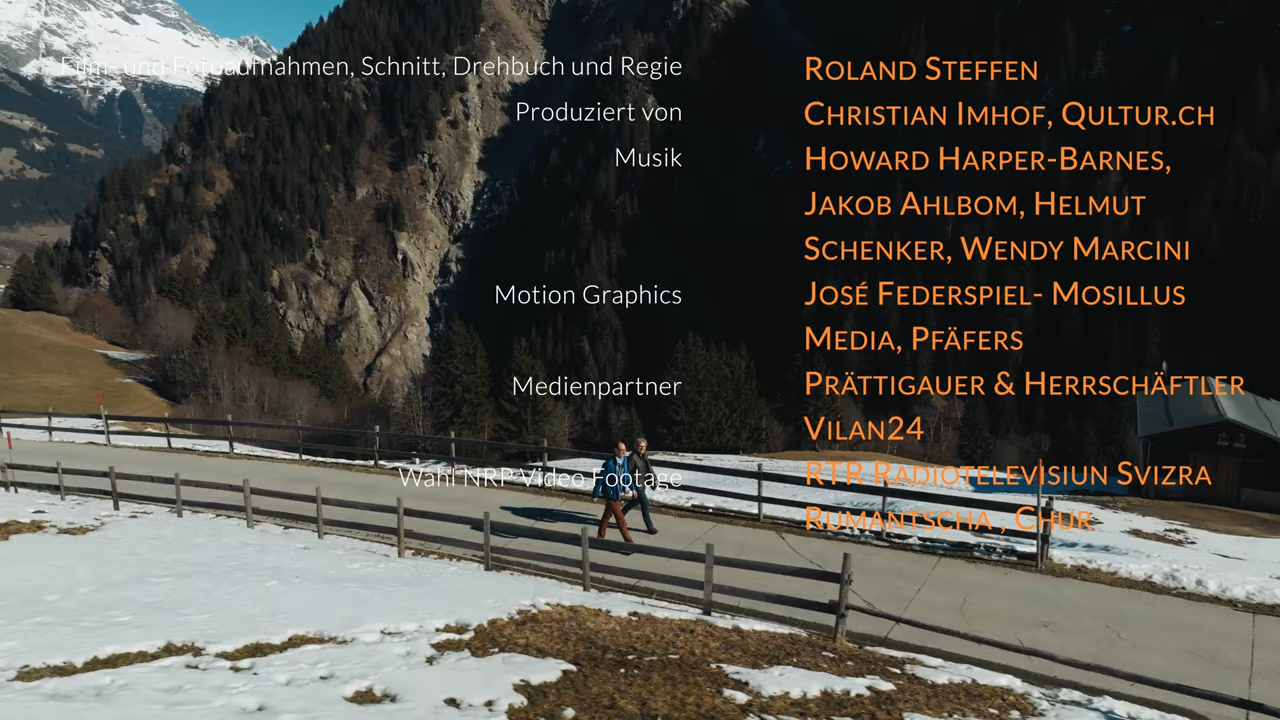 Film- und Fotoaufnahmen, Schnitt, Drehbuch und Regie ROLAND STEFFEN
Produziert von CHRISTIAN IMHOF, QULTUR.CH
Musik HOWARD HARPER-BARNES,
JAKOB AHLBOM, HELMUT
SCHENKER, WENDY MARCINI
Motion Graphics JOSÉ FEDERSPIEL- MOSILLUS
MEDIA, PFÄFERS
Medienpartner PRÄTTIGAUER & HERRSCHÄFTLER
VILAN24
Wahl NRP Video Footage RTR RADIOTELEVISIUN SVIZRA
RUMANTSCHA , CHUR